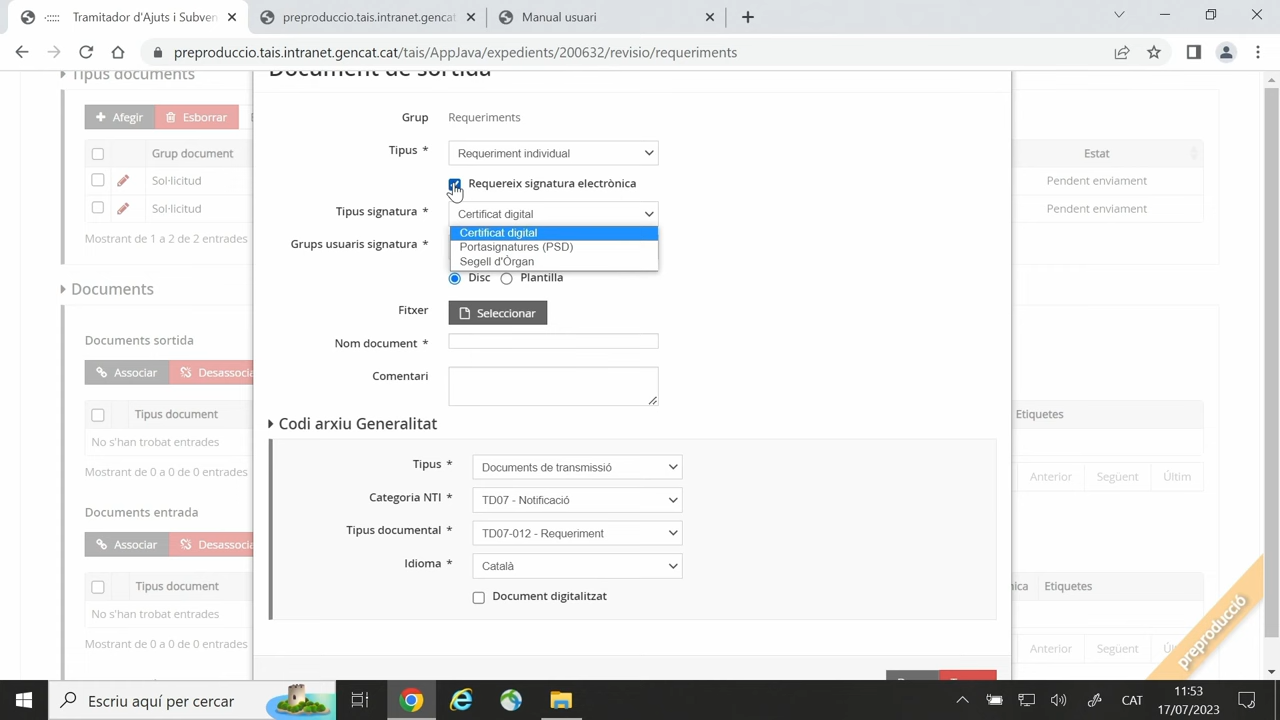 Tramitador d'Ajuts i Subven
preproduccio.tais.intranet.gencat
Manual usuari
preproduccio.tais.intranet.gencat.cat/tais/AppJava/expedients/200632/revisio/requeriments
Tipus documents
Document de sortida
Afegir
Esborrar
Grup document
Estat
Sol·licitud
Pendent enviament
Sol·licitud
Pendent enviament
Mostrant de 1 a 2 de 2 entrades
Grup
Requeriments
Tipus *
Requeriment individual
Requereix signatura electrònica
Tipus signatura *
Certificat digital
Certificat digital
Grups usuaris signatura *
Portasignatures (PSD)
Segell d'Òrgan
Disc
Plantilla
Fitxer
Seleccionar
Nom document *
Comentari
Documents
Documents sortida
Associar
Desassocia
Tipus document
Etiquetes
No s'han trobat entrades
Mostrant de 0 a 0 de 0 entrades
Anterior
Següent
Últim
Codi arxiu Generalitat
Tipus *
Documents de transmissió
Categoria NTI *
TD07 - Notificació
Tipus documental *
TD07-012 - Requeriment
Idioma *
Català
Document digitalitzat
Documents entrada
Associar
Desassocia
Tipus document
nica
Etiquetes
No s'han trobat entrades
Mostrant de 0 a 0 de 0 entrades
Anterior
Següent
preproducció
Escriu aquí per cercar
CAT
11:53
17/07/2023